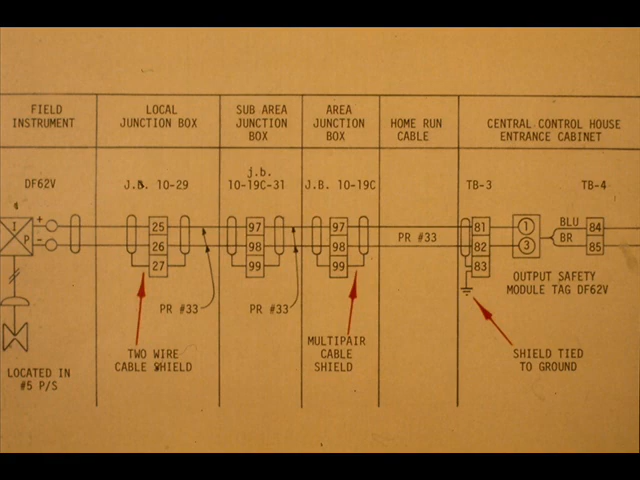 FIELD
INSTRUMENT
LOCAL
JUNCTION BOX
SUB AREA
JUNCTION
BOX
AREA
JUNCTION
BOX
HOME RUN
CABLE
CENTRAL CONTROL HOUSE
ENTRANCE CABINET
DF62V
J.B. 10-29
j.b.
10-19C-31
J.B. 10-19C
TB-3
TB-4
I
P
+
−
25
26
27
97
98
99
97
98
99
PR #33
81
82
83
1
3
BLU
BR
84
85
PR #33
PR #33
OUTPUT SAFETY
MODULE TAG DF62V
TWO WIRE
CABLE SHIELD
MULTIPAIR
CABLE
SHIELD
SHIELD TIED
TO GROUND
LOCATED IN
#5 P/S